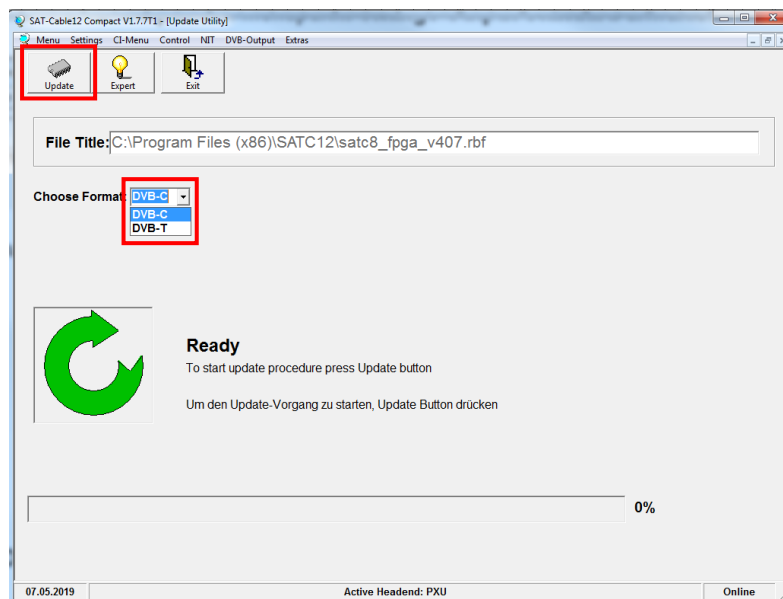 SAT-Cable12 Compact V1.7.7T1 - [Update Utility]
Menu Settings CI-Menu Control NIT DVB-Output Extras
Update Expert Exit
File Title: C:\Program Files (x86)\SATC12\satc8_fpga_v407.rbf
Choose Format: DVB-C
DVB-C
DVB-T
Ready
To start update procedure press Update button
Um den Update-Vorgang zu starten, Update Button drücken
0%
07.05.2019 Active Headend: PXU Online